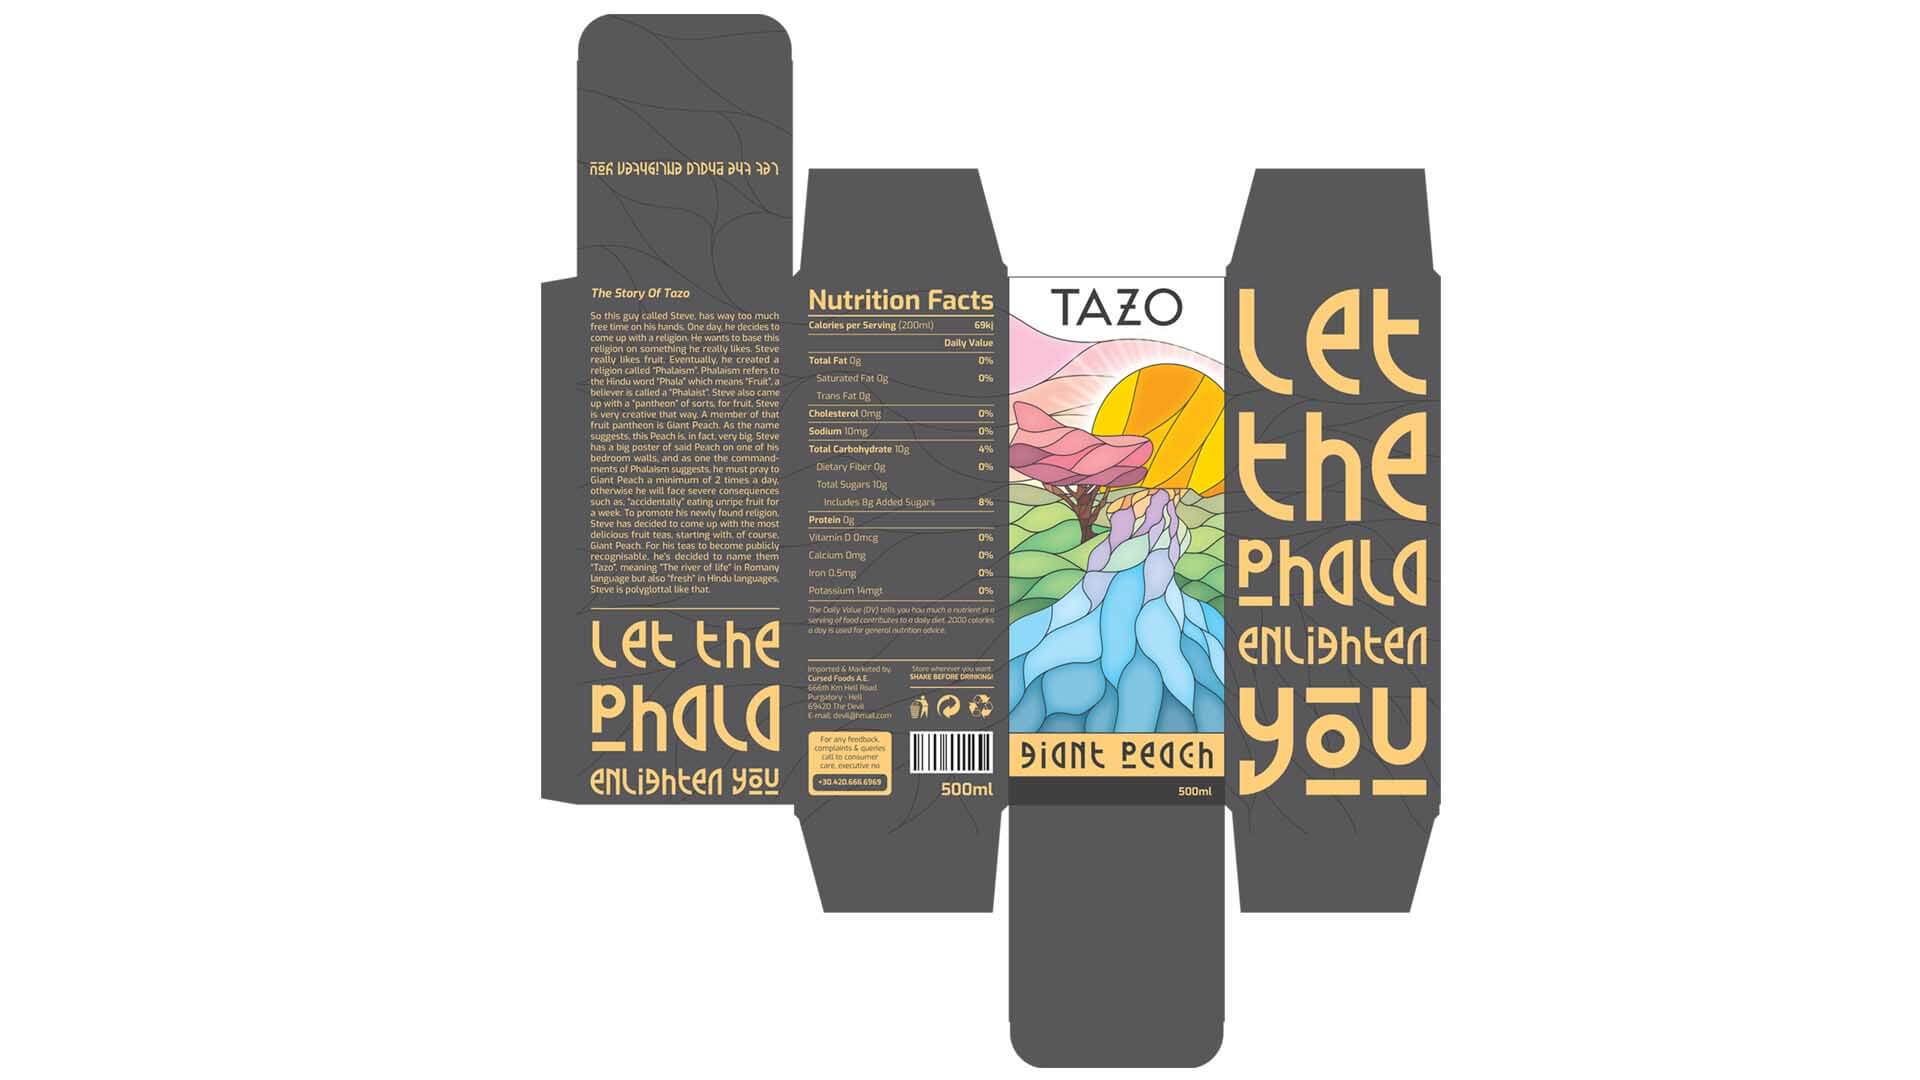 Let the Phala enlighten you
The Story Of Tazo
So this guy called Steve, has way too much
free time on his hands. One day, he decides to
come up with a religion. He wants to base this
religion on something he really likes. Steve
really likes fruit. Eventually, he created a
religion called "Phalaism". Phalaism refers to
the Hindu word "Phala" which means "Fruit", a
believer is called a "Phalaist". Steve also came
up with a "pantheon" of sorts, for fruit, Steve
is very creative that way. A member of that
fruit pantheon is Giant Peach. As the name
suggests, this Peach is, in fact, very big. Steve
has a big poster of said Peach on one of his
bedroom walls, and as one the command-
ments of Phalaism suggests, he must pray to
Giant Peach a minimum of 2 times a day,
otherwise he will face severe consequences
such as, "accidentally" eating unripe fruit for
a week. To promote his newly found religion,
Steve has decided to come up with the most
delicious fruit teas, starting with, of course,
Giant Peach. For his teas to become publicly
recognisable, he's decided to name them
"Tazo", meaning "The river of life" in Romany
language but also "fresh" in Hindu languages,
Steve is polyglottal like that.
Let the
Phala
enlighten you
Nutrition Facts
Calories per Serving (200ml) 69kj
Daily Value
Total Fat 0g 0%
Saturated Fat 0g 0%
Trans Fat 0g
Cholesterol 0mg 0%
Sodium 10mg 0%
Total Carbohydrate 10g 4%
Dietary Fiber 0g 0%
Total Sugars 10g
Includes 8g Added Sugars 8%
Protein 0g
Vitamin D 0mcg 0%
Calcium 0mg 0%
Iron 0.5mg 0%
Potassium 14mgt 0%
The Daily Value (DV) tells you hou much a nutrient in a
serving of food contributes to a daily diet. 2000 calories
a day is used for general nutrition advice.
Imported & Marketed by,
Cursed Foods A.E.
666th Km Hell Road
Purgatory - Hell
69420 The Devil
E-mail: devil@hmail.com
Store wherever you want
SHAKE BEFORE DRINKING!
For any feedback,
complaints & queries
call to consumer
care, executive no
+30.420.666.6969
500ml
TAZO
Giant Peach
500ml
Let
the
Phala
enlighten
you